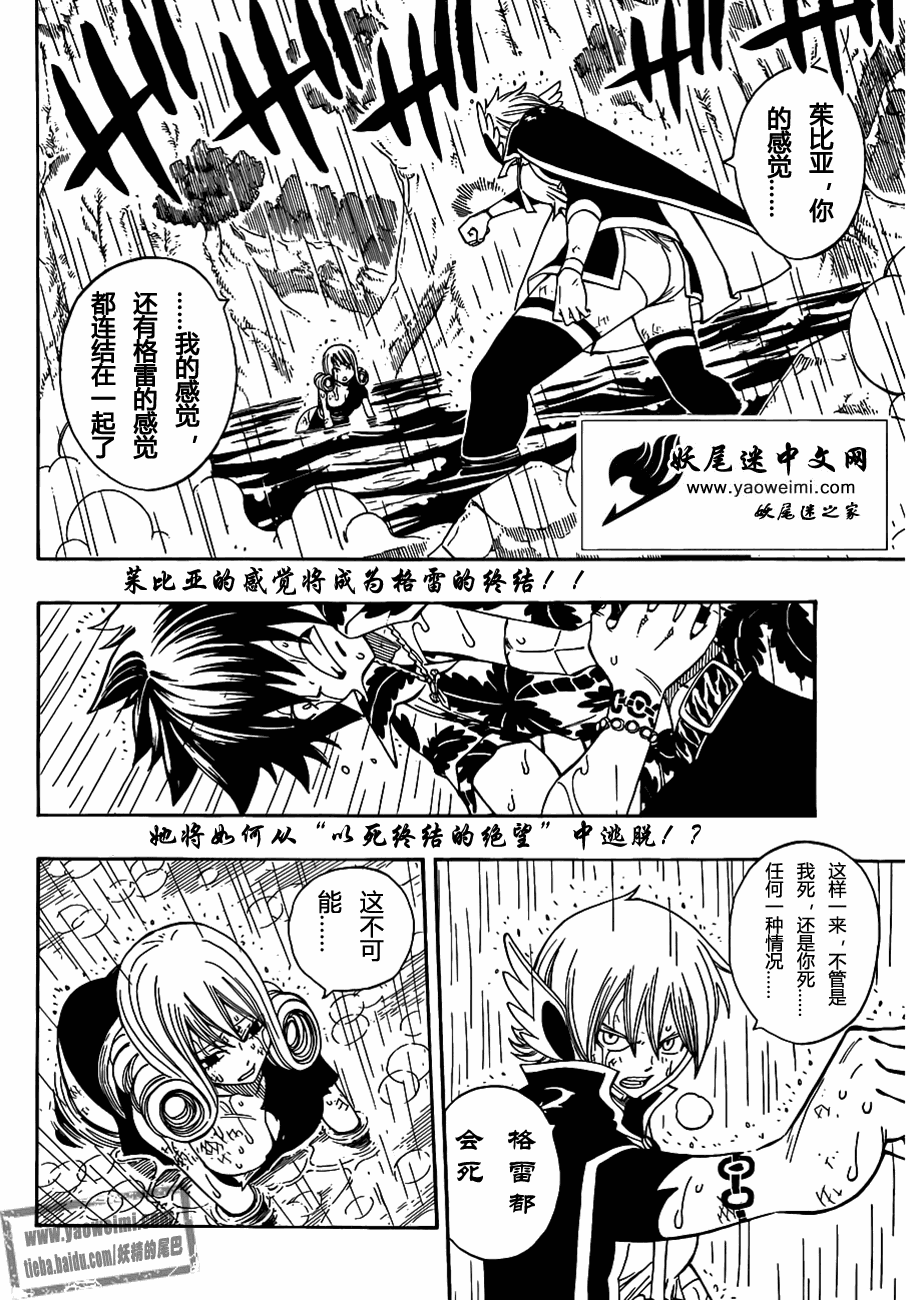 茱比亚，你
的感觉……
……我的感觉，
还有格雷的感觉
都连结在一起了
妖尾迷中文网
www.yaoweimi.com
妖尾迷之家
茱比亚的感觉将成为格雷的终结！！
她将如何从“以死终结的绝望”中逃脱！？
这样一来，不管是
我死，还是你死……
任何一种情况……
格雷都
会死
这不可
能……
www.yaoweimi.com
tieba.baidu.com/妖精的尾巴